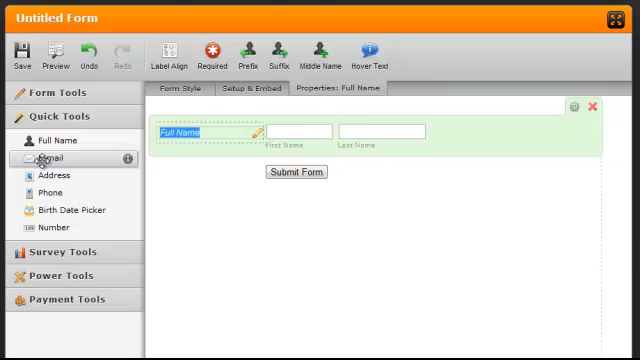 Untitled Form
Save Preview Undo Redo Label Align Required Prefix Suffix Middle Name Hover Text
Form Tools
Form Style Setup & Embed Properties: Full Name
Quick Tools
Full Name
First Name Last Name
Full Name
Email
Address
Phone
Birth Date Picker
Number
Submit Form
Survey Tools
Power Tools
Payment Tools